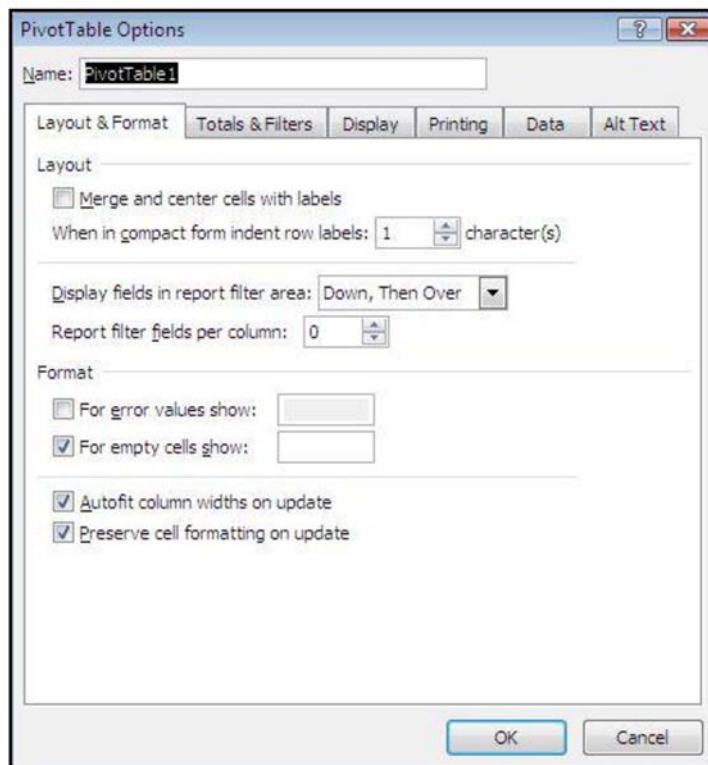 PivotTable Options
Name: PivotTable1
Layout & Format Totals & Filters Display Printing Data Alt Text
Layout
Merge and center cells with labels
When in compact form indent row labels: 1 character(s)
Display fields in report filter area: Down, Then Over
Report filter fields per column: 0
Format
For error values show:
For empty cells show:
Autofit column widths on update
Preserve cell formatting on update
OK Cancel